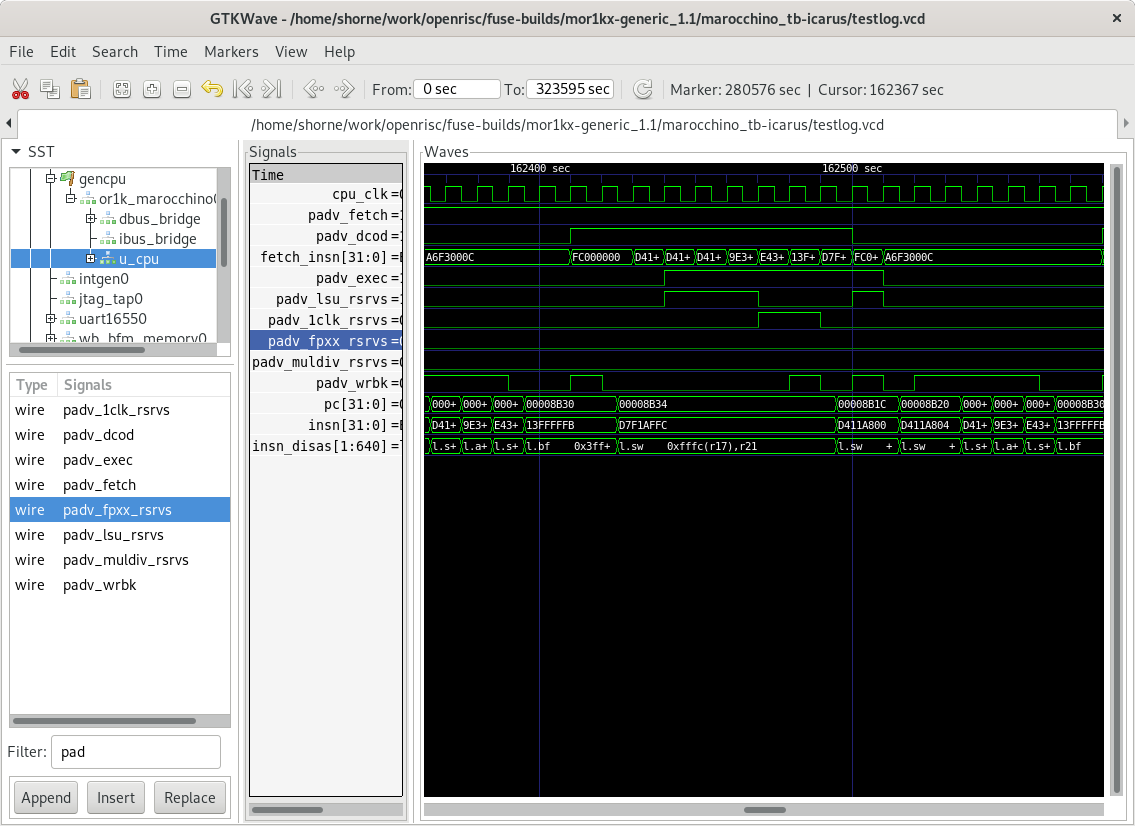 GTKWave - /home/shorne/work/openrisc/fuse-builds/mor1kx-generic_1.1/marocchino_tb-icarus/testlog.vcd
File Edit Search Time Markers View Help
From: 0 sec To: 323595 sec Marker: 280576 sec | Cursor: 162367 sec
/home/shorne/work/openrisc/fuse-builds/mor1kx-generic_1.1/marocchino_tb-icarus/testlog.vcd
SST
gencpu
or1k_marocchino0
dbus_bridge
ibus_bridge
u_cpu
intgen0
jtag_tap0
uart16550
wb_bfm_memory0
Type Signals
wire padv_1clk_rsrvs
wire padv_dcod
wire padv_exec
wire padv_fetch
wire padv_fpxx_rsrvs
wire padv_lsu_rsrvs
wire padv_muldiv_rsrvs
wire padv_wrbk
Filter: pad
Append Insert Replace
Signals
Time
cpu_clk =0
padv_fetch =1
padv_dcod =1
fetch_insn[31:0] =E
padv_exec =1
padv_lsu_rsrvs =1
padv_1clk_rsrvs =0
padv_fpxx_rsrvs =0
padv_muldiv_rsrvs =0
padv_wrbk =0
pc[31:0] =0
insn[31:0] =E
insn_disas[1:640] =
Waves
162400 sec 162500 sec
A6F3000C FC000000 D41+ D41+ D41+ 9E3+ E43+ 13F+ D7F+ FC0+ A6F3000C
000+ 000+ 000+ 00008B30 00008B34 00008B1C 00008B20 000+ 000+ 000+ 00008B30
D41+ 9E3+ E43+ 13FFFFFB D7F1AFFC D411A800 D411A804 D41+ 9E3+ E43+ 13FFFFFB
l.s+ l.a+ l.s+ l.bf 0x3ff+ l.sw 0xfffc(r17),r21 l.sw + l.sw + l.s+ l.a+ l.s+ l.bf